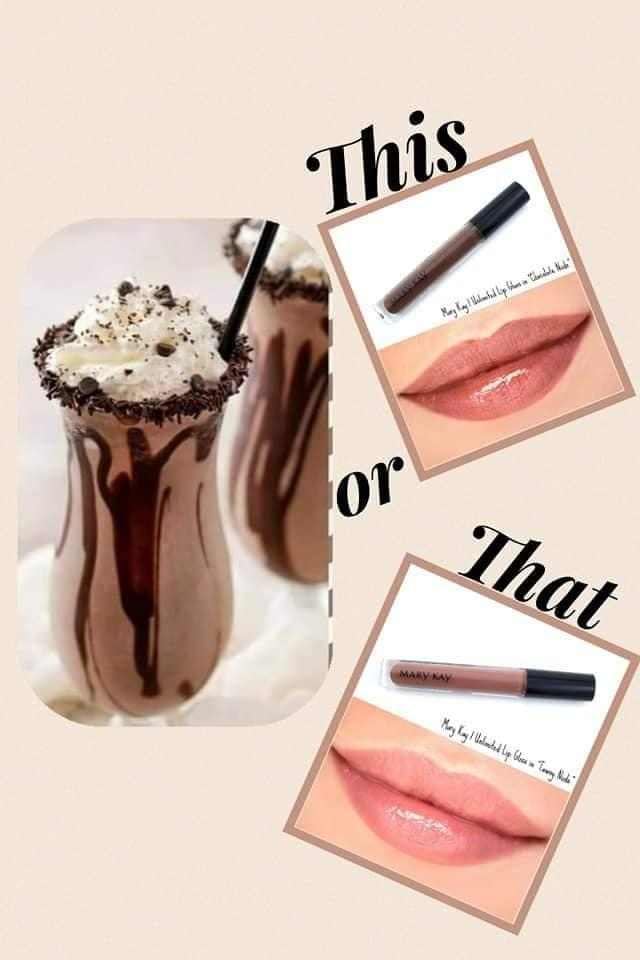 This
MARY KAY
Mary Kay | Unlimited Lip Gloss in "Chocolate Nude"
or
That
MARY KAY
Mary Kay | Unlimited Lip Gloss in "Tawny Nude"